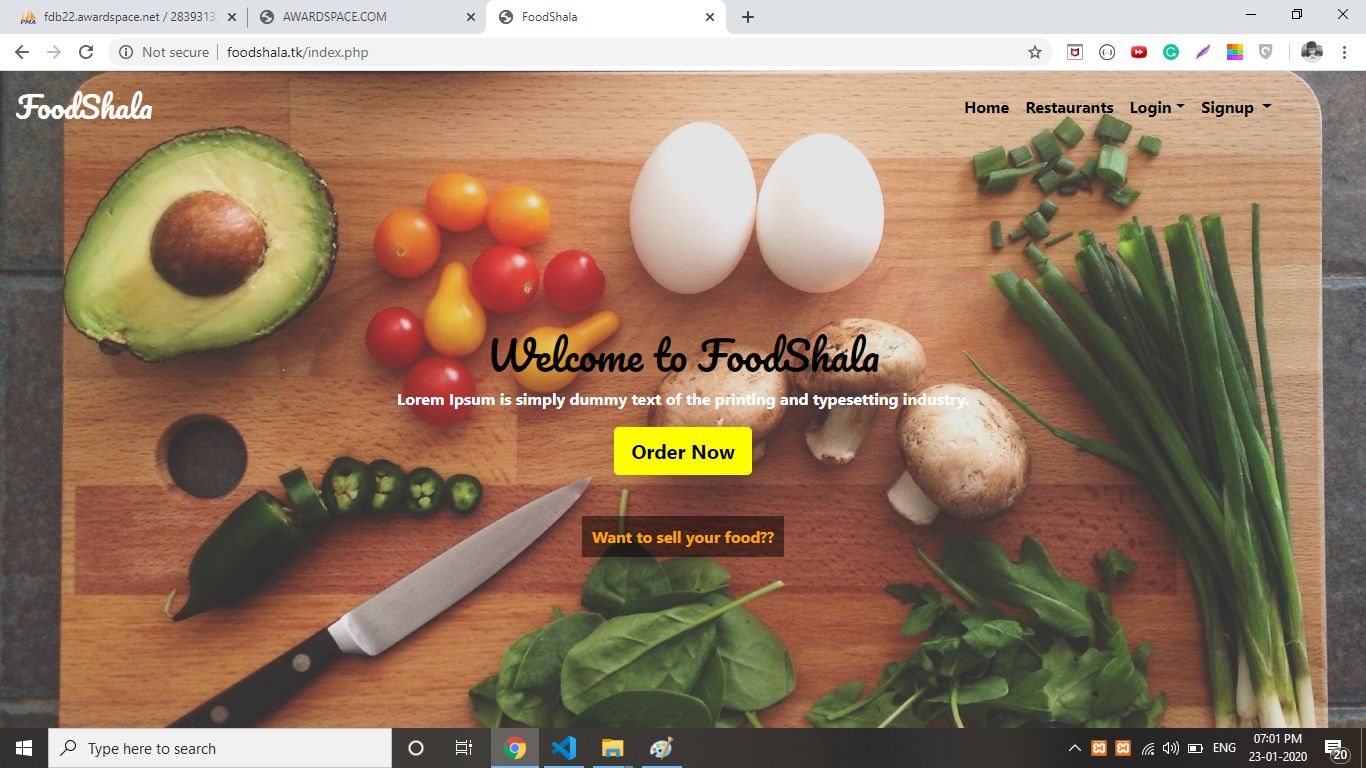 fdb22.awardspace.net / 2839313_
AWARDSPACE.COM
FoodShala
Not secure
foodshala.tk/index.php
FoodShala
Home
Restaurants
Login
Signup
Welcome to FoodShala
Lorem Ipsum is simply dummy text of the printing and typesetting industry.
Order Now
Want to sell your food??
Type here to search
ENG
07:01 PM
23-01-2020
20